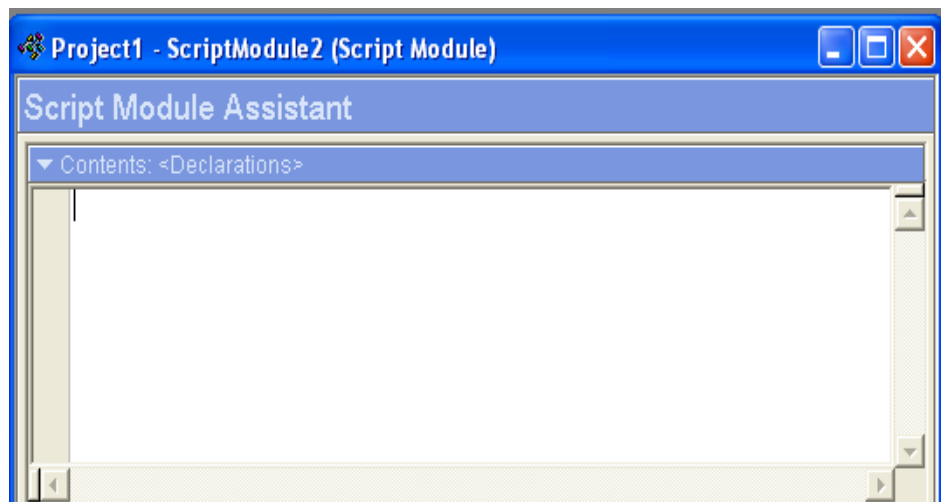 Project1 - ScriptModule2 (Script Module)
Script Module Assistant
Contents: <Declarations>